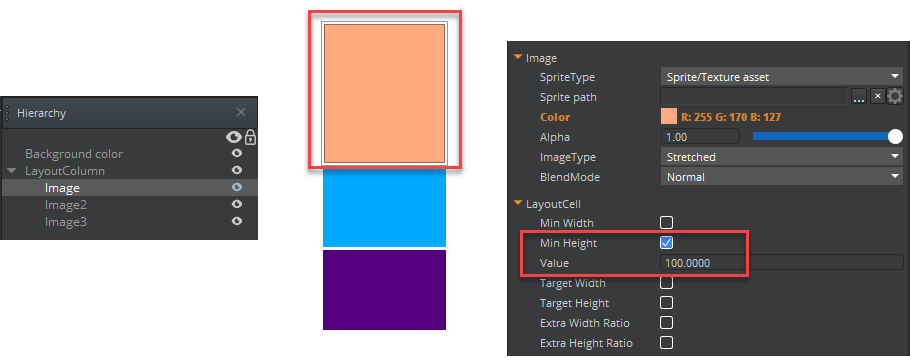 Hierarchy
Background color
LayoutColumn
Image
Image2
Image3
Image
SpriteType Sprite/Texture asset
Sprite path ...
Color R: 255 G: 170 B: 127
Alpha 1.00
ImageType Stretched
BlendMode Normal
LayoutCell
Min Width
Min Height
Value 100.0000
Target Width
Target Height
Extra Width Ratio
Extra Height Ratio